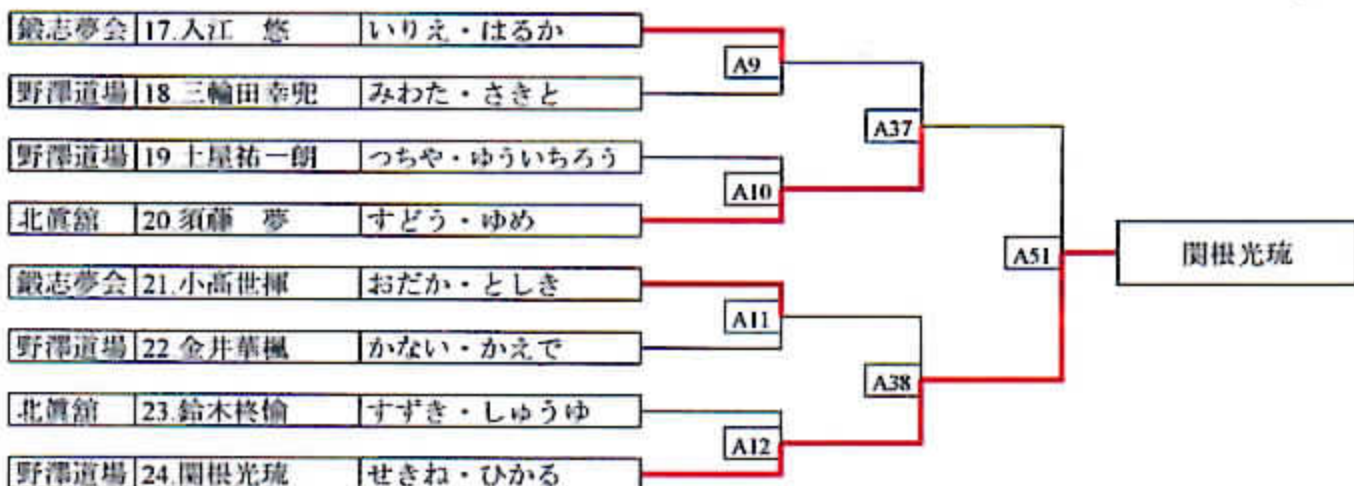 鍛志夢会 17.入江 悠 いりえ・はるか
A9
野澤道場 18 三輪田幸兜 みわた・さきと
A37
野澤道場 19 土屋祐一朗 つちや・ゆういちろう
A10
北眞舘 20 須藤 夢 すどう・ゆめ
A51
関根光琉
鍛志夢会 21.小高世揮 おだか・としき
A11
野澤道場 22 金井華楓 かない・かえで
A38
北眞舘 23.鈴木柊愉 すずき・しゅうゆ
A12
野澤道場 24.関根光琉 せきね・ひかる